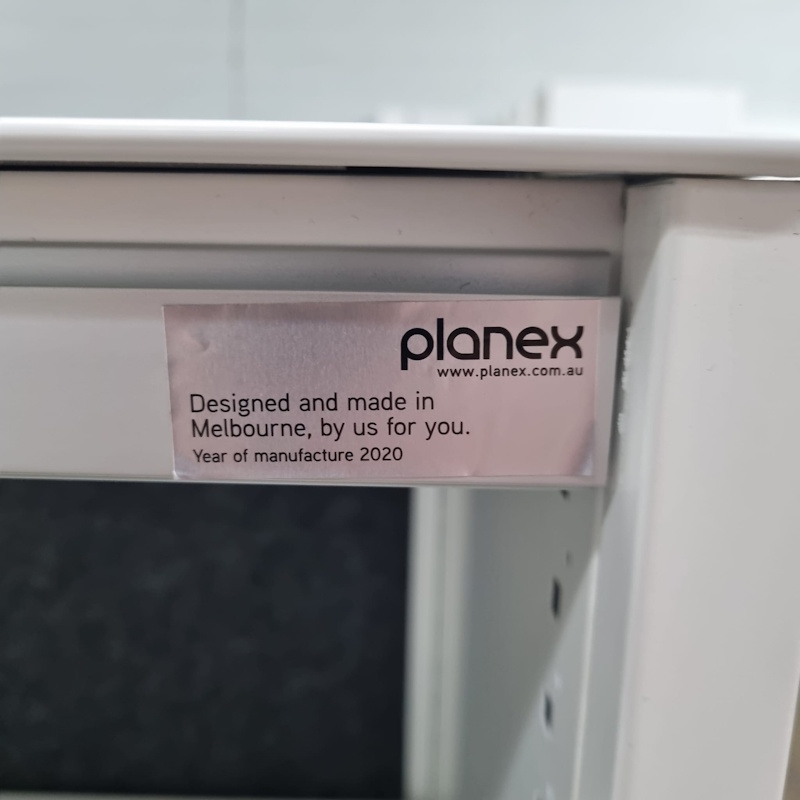 planex
www.planex.com.au
Designed and made in
Melbourne, by us for you.
Year of manufacture 2020